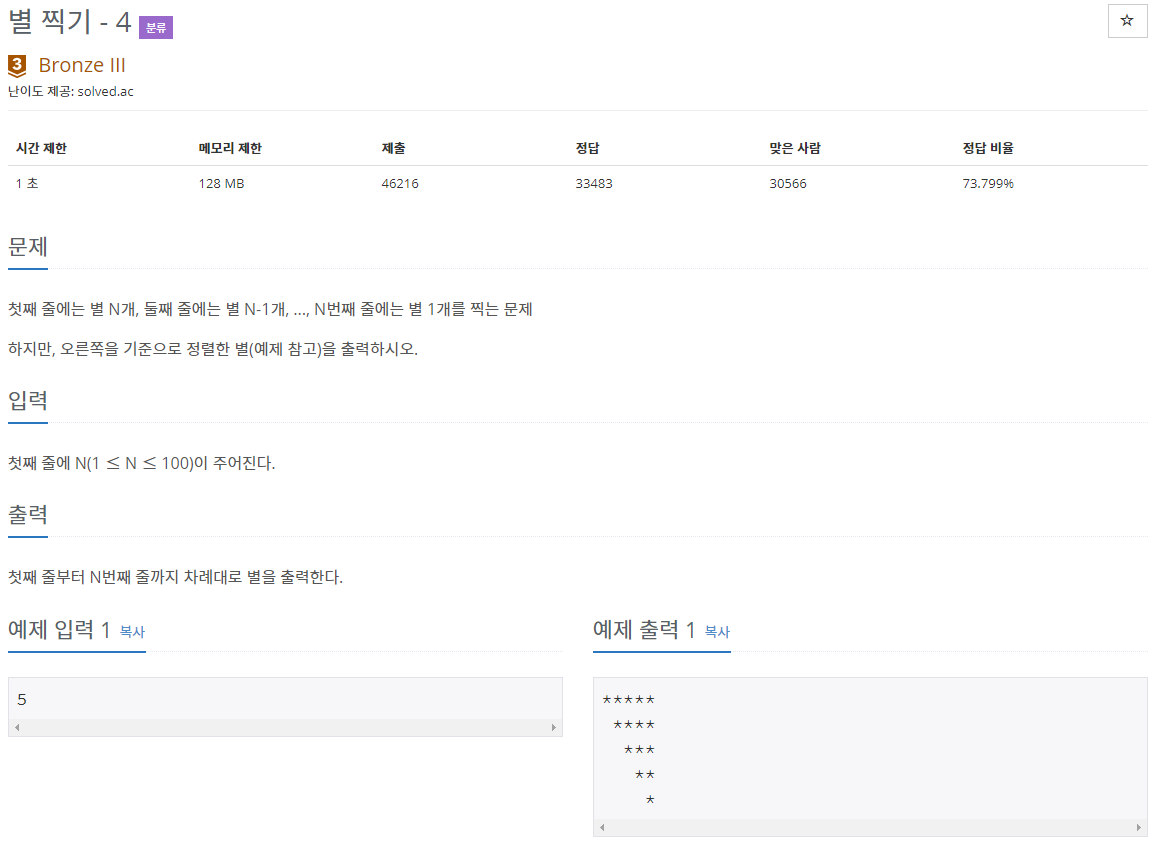 별 찍기 - 4 분류
☆
3 Bronze III
난이도 제공: solved.ac
시간 제한 메모리 제한 제출 정답 맞은 사람 정답 비율
1 초 128 MB 46216 33483 30566 73.799%
문제
첫째 줄에는 별 N개, 둘째 줄에는 별 N-1개, ..., N번째 줄에는 별 1개를 찍는 문제
하지만, 오른쪽을 기준으로 정렬한 별(예제 참고)을 출력하시오.
입력
첫째 줄에 N(1 ≤ N ≤ 100)이 주어진다.
출력
첫째 줄부터 N번째 줄까지 차례대로 별을 출력한다.
예제 입력 1 복사
5
예제 출력 1 복사
*****
 ****
  ***
   **
    *